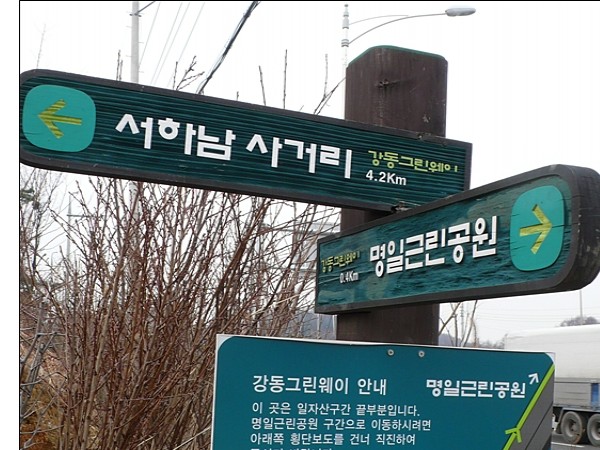 서하남 사거리
강동그린웨이
4.2Km
강동그린웨이
0.4Km
명일근린공원
강동그린웨이 안내
명일근린공원
이 곳은 일자산구간 끝부분입니다.
명일근린공원 구간으로 이동하시려면
아래쪽 횡단보도를 건너 직진하여